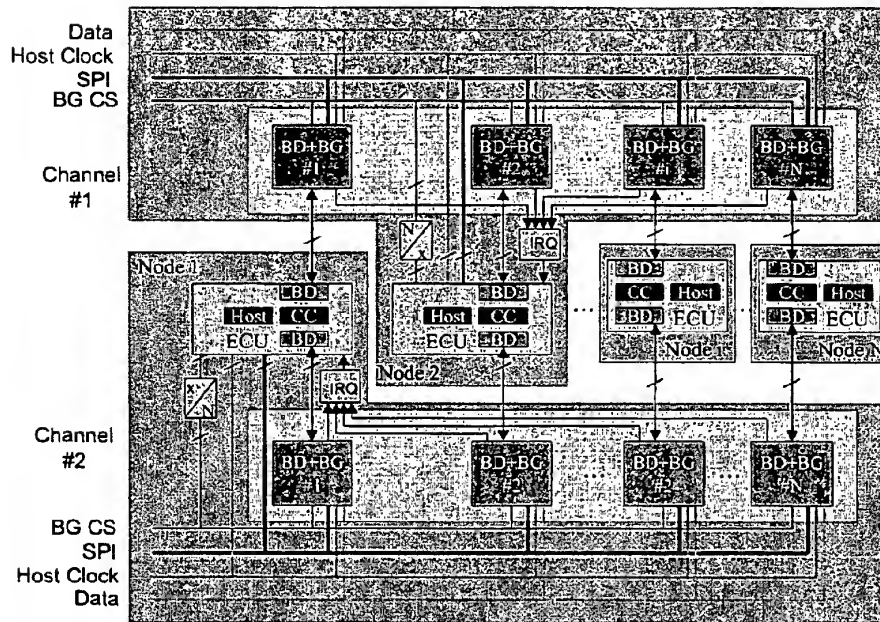 Data
Host Clock
SPI
BG CS
Channel
#1
BD+BG
#1
BD+BG
#2
BD+BG
#i
BD+BG
N
N
x
IRQ
Node 1
BD
Host CC
ECU BD
BD
Host CC
ECU BD
Node 2
BD
CC Host
BD ECU
Node
BD
CC Host
BD ECU
Node N
x
N
IRQ
Channel
#2
BD+BG
BD+BG
BD+BG
BD+BG
BG CS
SPI
Host Clock
Data